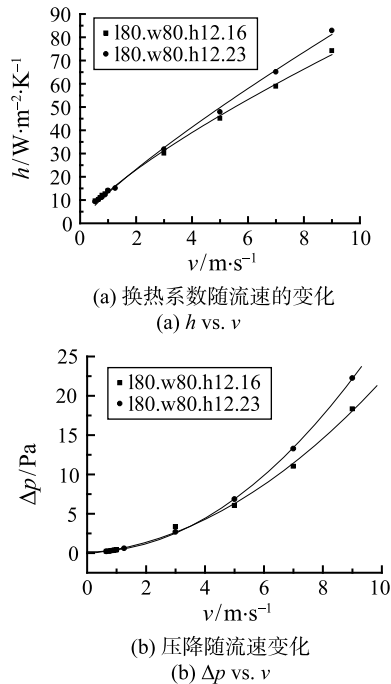 90
80
70
60
50
40
30
20
10
0
h/W·m⁻²·K⁻¹
■ l80.w80.h12.16
● l80.w80.h12.23
0 2 4 6 8 10
v/m·s⁻¹
(a) 换热系数随流速的变化
(a) h vs. v
25
20
15
10
5
0
Δp/Pa
■ l80.w80.h12.16
● l80.w80.h12.23
0 2 4 6 8 10
v/m·s⁻¹
(b) 压降随流速变化
(b) Δp vs. v